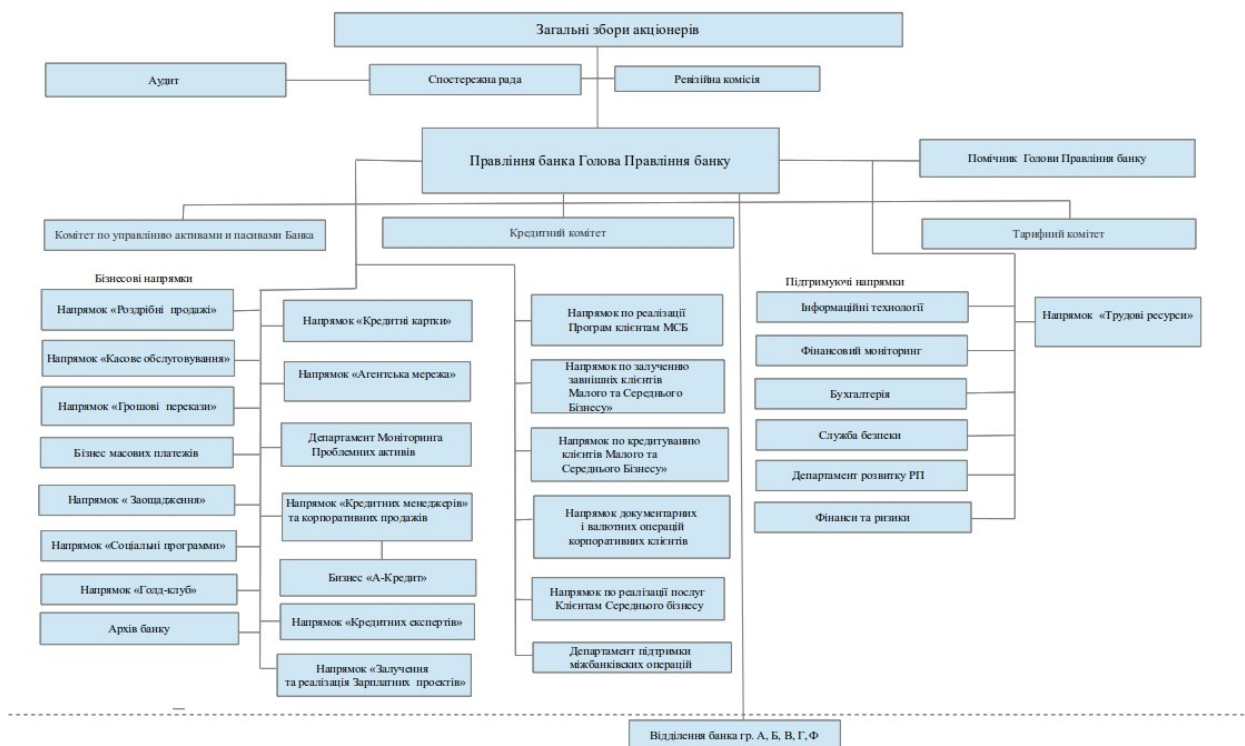 Загальні збори акціонерів
Аудит
Спостережна рада
Ревізійна комісія
Правління банка Голова Правління банку
Помічник Голови Правління банку
Комітет по управлінню активами и пасивами Банка
Кредитний комітет
Тарифний комітет
Бізнесові напрямки
Напрямок «Роздрібні продажі»
Напрямок «Касове обслуговування»
Напрямок «Грошові перекази»
Бізнес масових платежів
Напрямок « Заощадження»
Напрямок «Соціальні программи»
Напрямок «Голд-клуб»
Архів банку
Напрямок «Кредитні картки»
Напрямок «Агентська мережа»
Департамент Моніторинга
Проблемних активів
Напрямок «Кредитних менеджерів»
та корпоративних продажів
Бизнес «А-Кредит»
Напрямок «Кредитних експертів»
Напрямок «Залучення
та реалізація Зарплатних проектів»
Напрямок по реалізації
Програм клієнтам МСБ
Напрямок по залученню
завнішніх клієнтів
Малого та Середнього
Бізнесу»
Напрямок по кредитуванню
клієнтів Малого та
Середнього Бізнесу»
Напрямок документарних
і валютних операцій
корпоративних клієнтів
Напрямок по реалізації послуг
Клієнтам Середнього бізнесу
Департамент підтримки
міжбанківских операцій
Підтримуючі напрямки
Інформаційні технології
Фінансовий моніторинг
Бухгалтерія
Служба безпеки
Департамент розвитку РП
Фінанси та ризики
Напрямок «Трудові ресурси»
Відділення банка гр. А, Б, В, Г, Ф